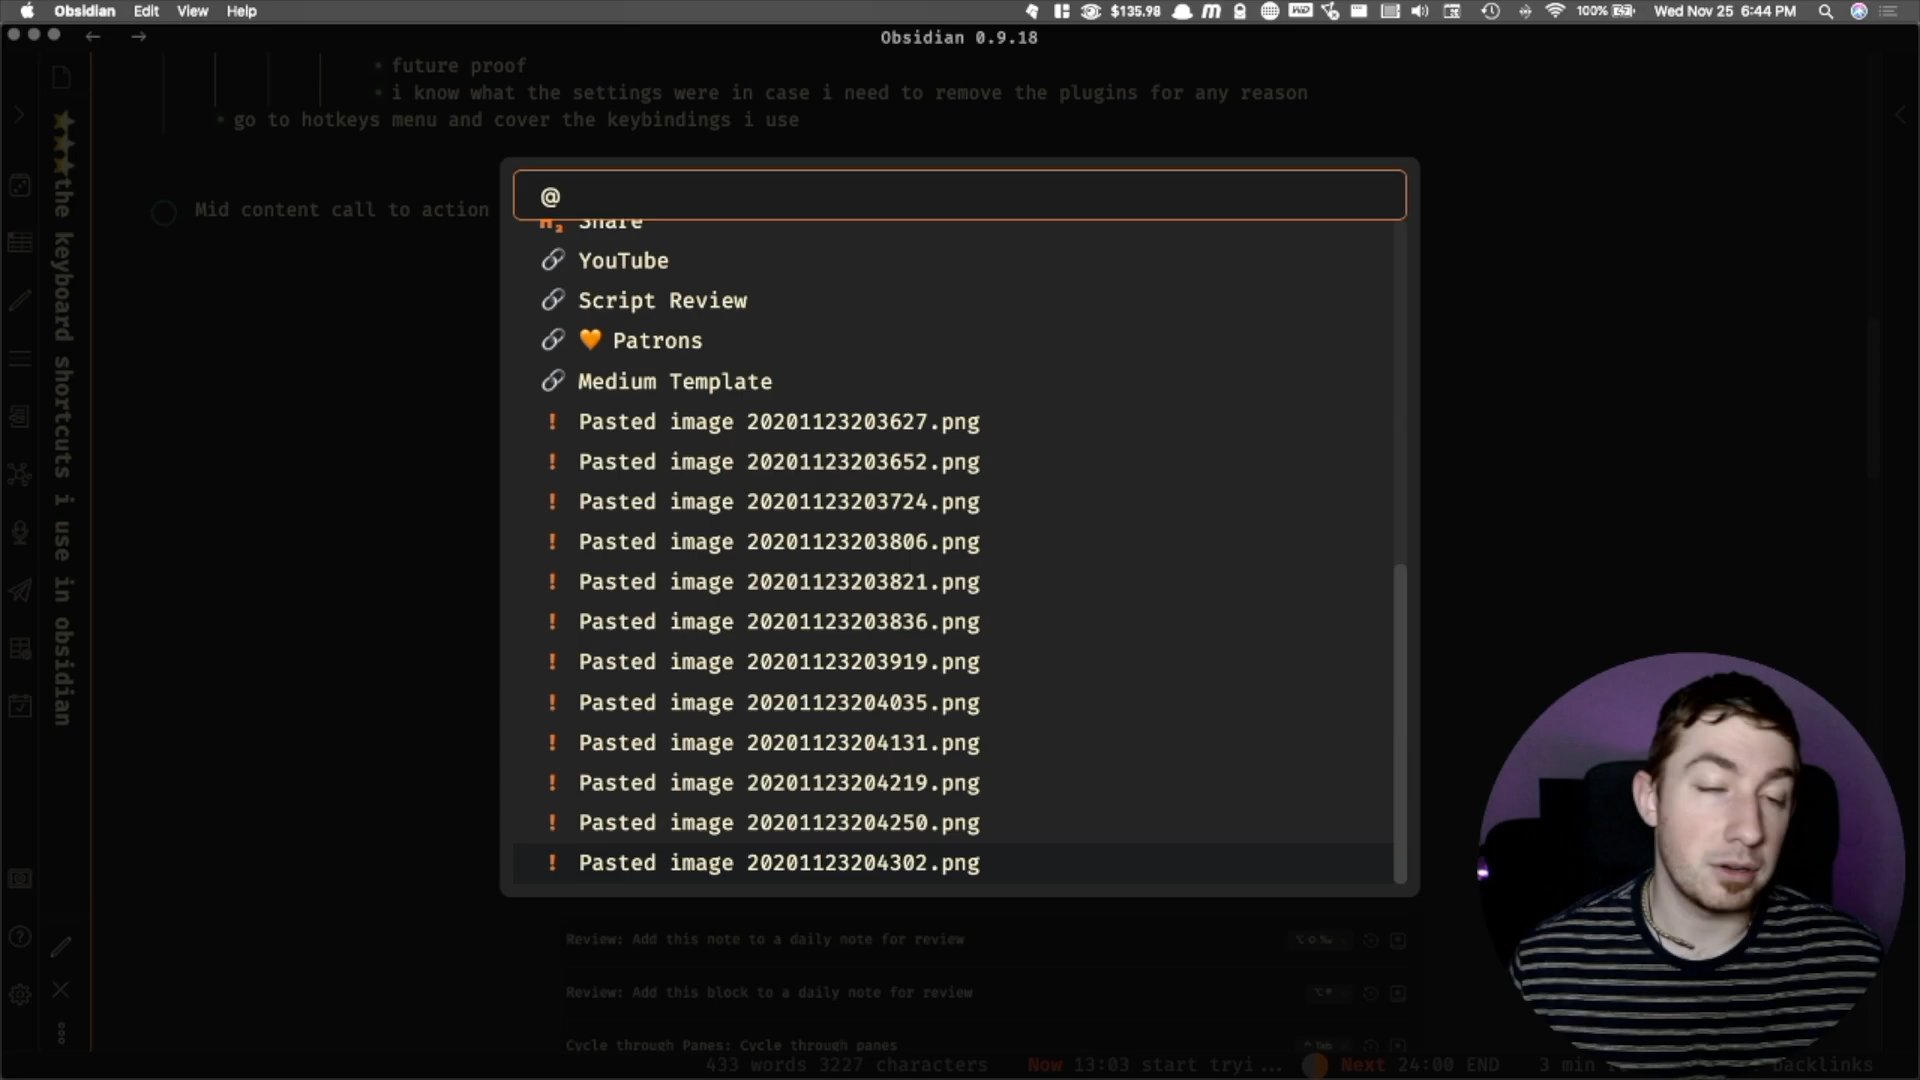 Obsidian Edit View Help $135.98 100% Wed Nov 25 6:44 PM
Obsidian 0.9.18
future proof
i know what the settings were in case i need to remove the plugins for any reason
go to hotkeys menu and cover the keybindings i use
⭐⭐⭐the keyboard shortcuts i use in obsidian
Mid content call to action
@
H2 Share
YouTube
Script Review
🧡 Patrons
Medium Template
! Pasted image 20201123203627.png
! Pasted image 20201123203652.png
! Pasted image 20201123203724.png
! Pasted image 20201123203806.png
! Pasted image 20201123203821.png
! Pasted image 20201123203836.png
! Pasted image 20201123203919.png
! Pasted image 20201123204035.png
! Pasted image 20201123204131.png
! Pasted image 20201123204219.png
! Pasted image 20201123204250.png
! Pasted image 20201123204302.png
Review: Add this note to a daily note for review
Review: Add this block to a daily note for review
Cycle through Panes: Cycle through panes
433 words 3227 characters Now 13:03 start tryi... Next 24:00 END 3 min backlinks